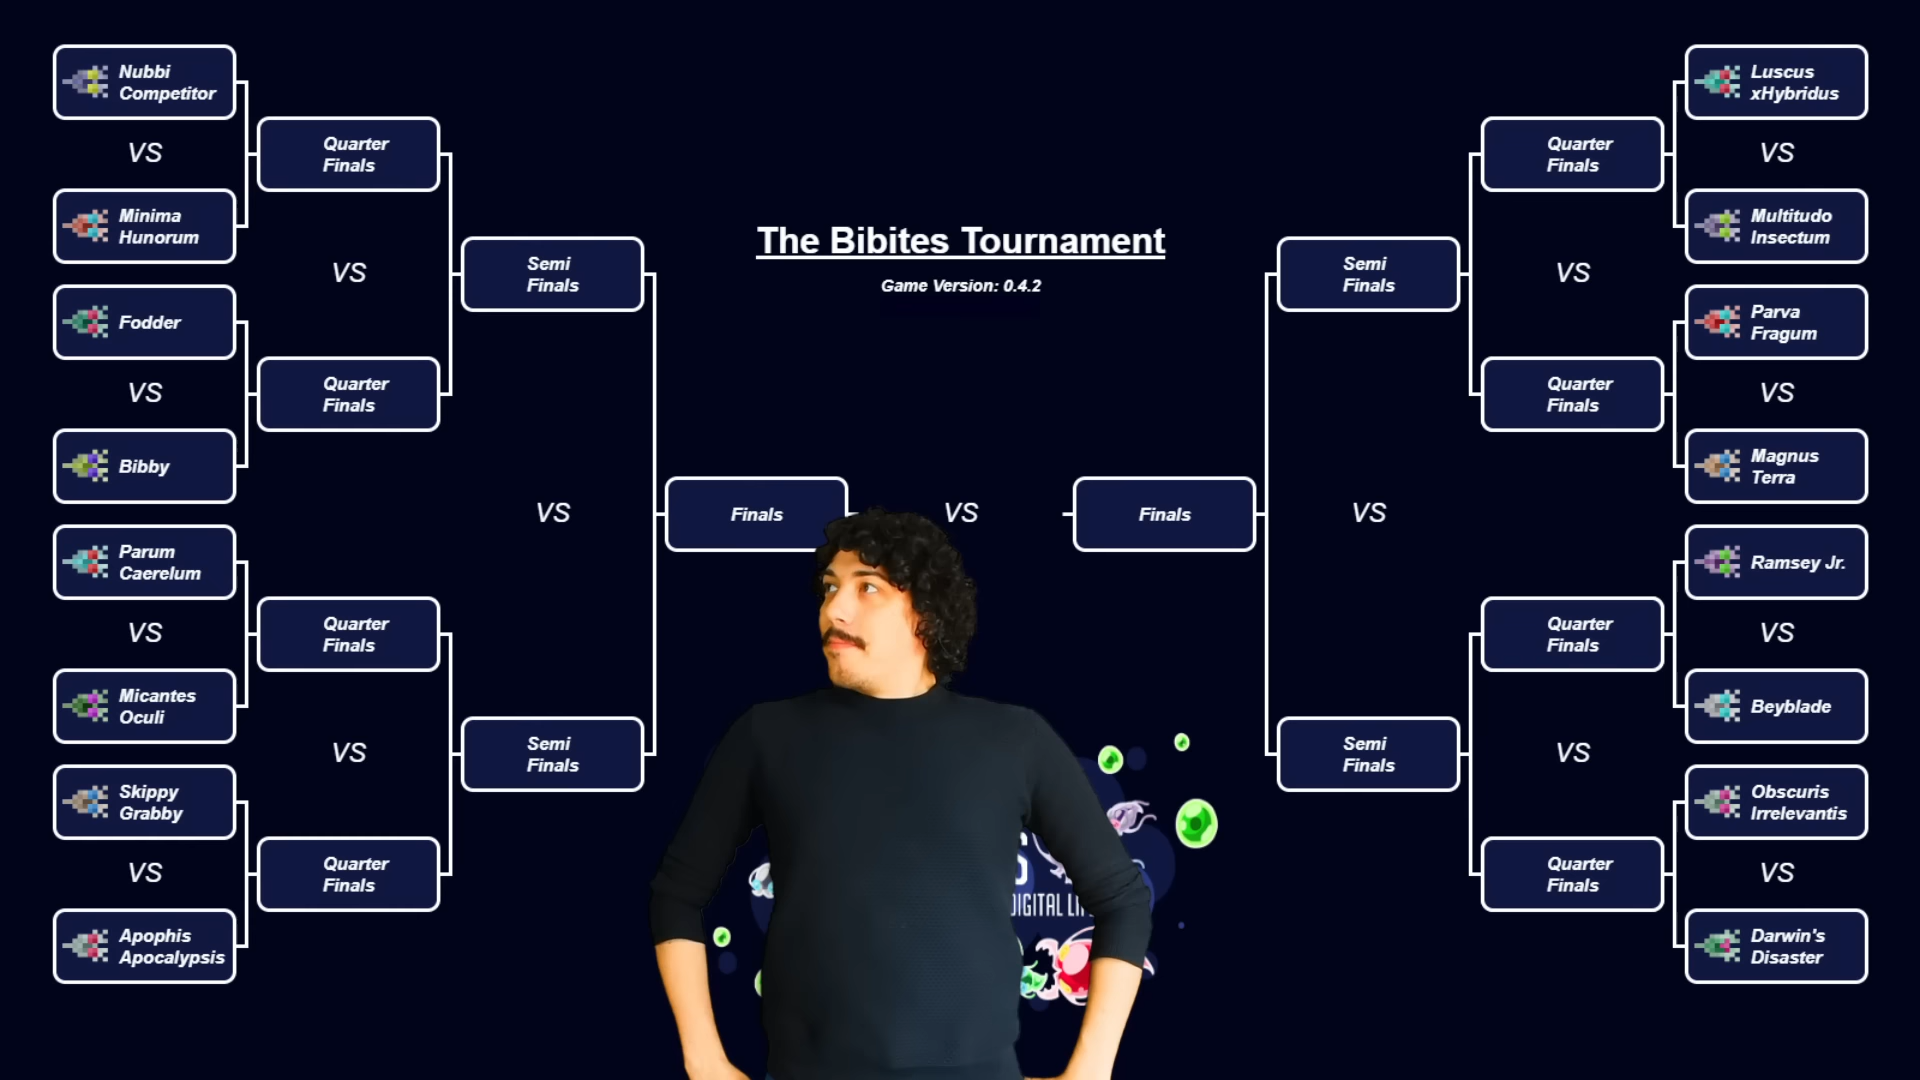 Nubbi
Competitor
VS
Minima
Hunorum
Fodder
VS
Bibby
Parum
Caerelum
VS
Micantes
Oculi
Skippy
Grabby
VS
Apophis
Apocalypsis
Quarter
Finals
VS
Quarter
Finals
Quarter
Finals
VS
Quarter
Finals
Semi
Finals
VS
Semi
Finals
The Bibites Tournament
Game Version: 0.4.2
Finals
VS
Finals
DIGITAL
Semi
Finals
VS
Semi
Finals
Quarter
Finals
VS
Quarter
Finals
Quarter
Finals
VS
Quarter
Finals
Luscus
xHybridus
VS
Multitudo
Insectum
Parva
Fragum
VS
Magnus
Terra
Ramsey Jr.
VS
Beyblade
Obscuris
Irrelevantis
VS
Darwin's
Disaster